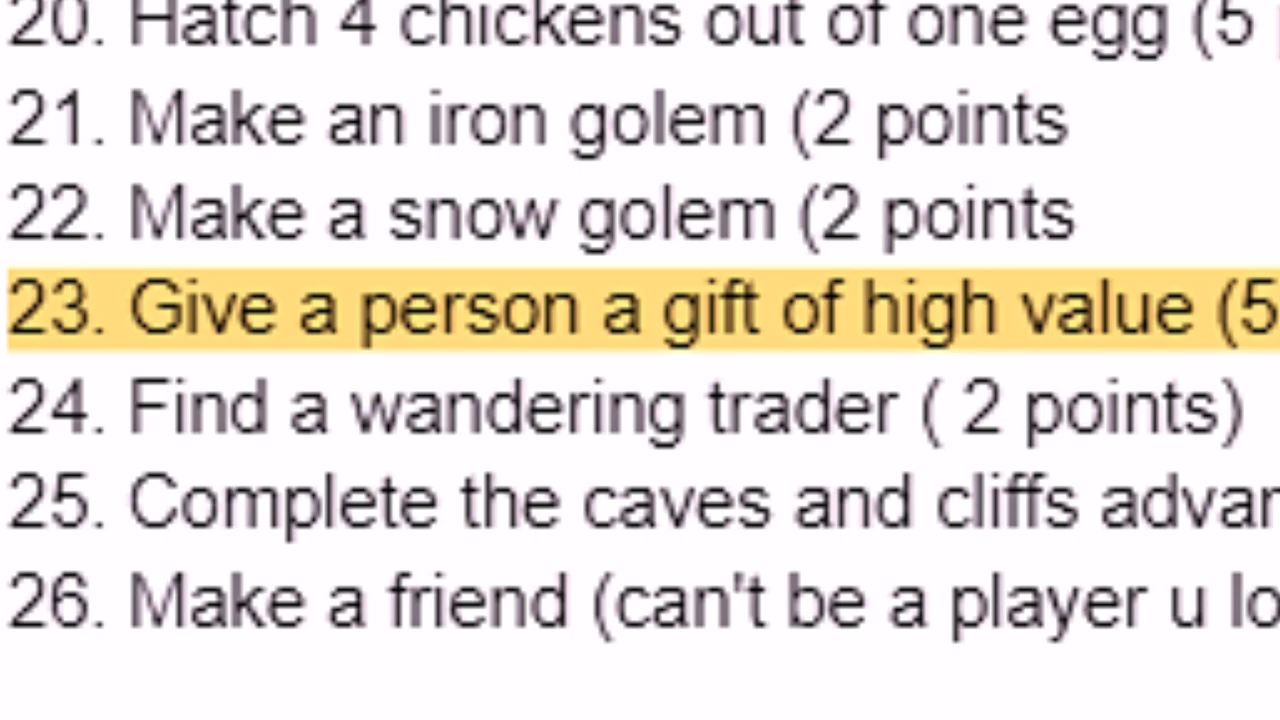 20. Hatch 4 chickens out of one egg (5
21. Make an iron golem (2 points
22. Make a snow golem (2 points
23. Give a person a gift of high value (5
24. Find a wandering trader ( 2 points)
25. Complete the caves and cliffs advan
26. Make a friend (can't be a player u lo